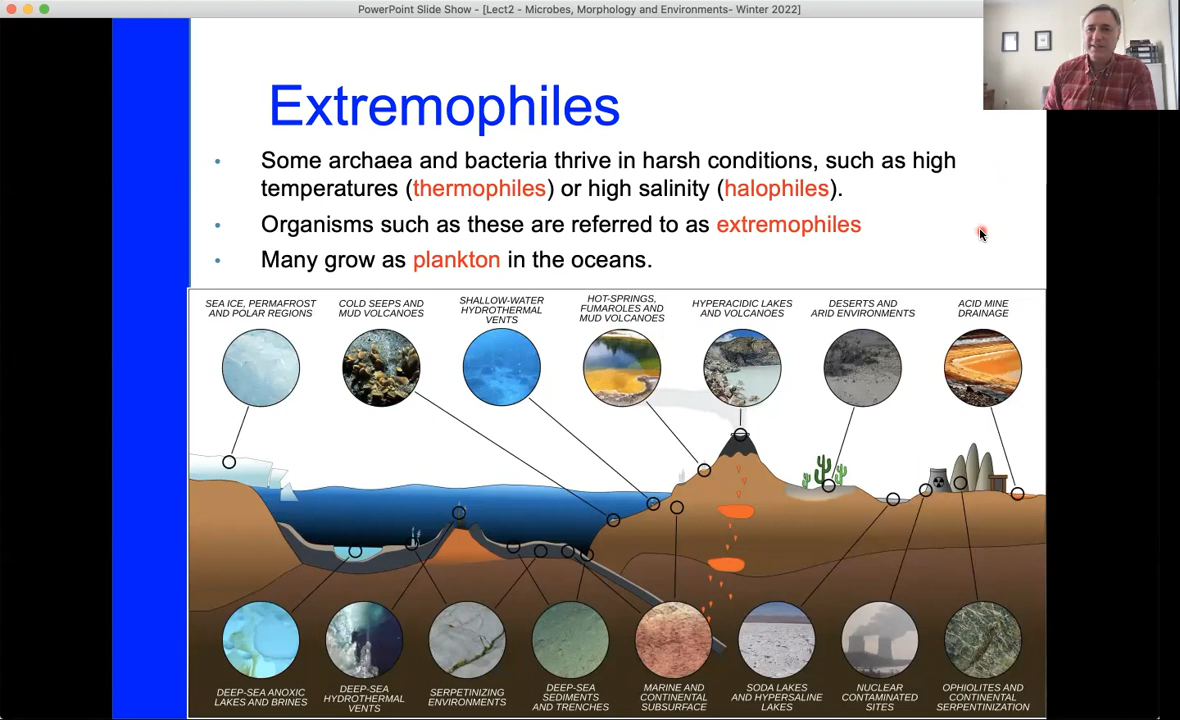 PowerPoint Slide Show - [Lect2 - Microbes, Morphology and Environments- Winter 2022]
Extremophiles
• Some archaea and bacteria thrive in harsh conditions, such as high
temperatures (thermophiles) or high salinity (halophiles).
• Organisms such as these are referred to as extremophiles
• Many grow as plankton in the oceans.
SEA ICE, PERMAFROST
AND POLAR REGIONS
COLD SEEPS AND
MUD VOLCANOES
SHALLOW-WATER
HYDROTHERMAL
VENTS
HOT-SPRINGS,
FUMAROLES AND
MUD VOLCANOES
HYPERACIDIC LAKES
AND VOLCANOES
DESERTS AND
ARID ENVIRONMENTS
ACID MINE
DRAINAGE
DEEP-SEA ANOXIC
LAKES AND BRINES
DEEP-SEA
HYDROTHERMAL
VENTS
SERPETINIZING
ENVIRONMENTS
DEEP-SEA
SEDIMENTS
AND TRENCHES
MARINE AND
CONTINENTAL
SUBSURFACE
SODA LAKES
AND HYPERSALINE
LAKES
NUCLEAR
CONTAMINATED
SITES
OPHIOLITES AND
CONTINENTAL
SERPENTINIZATION